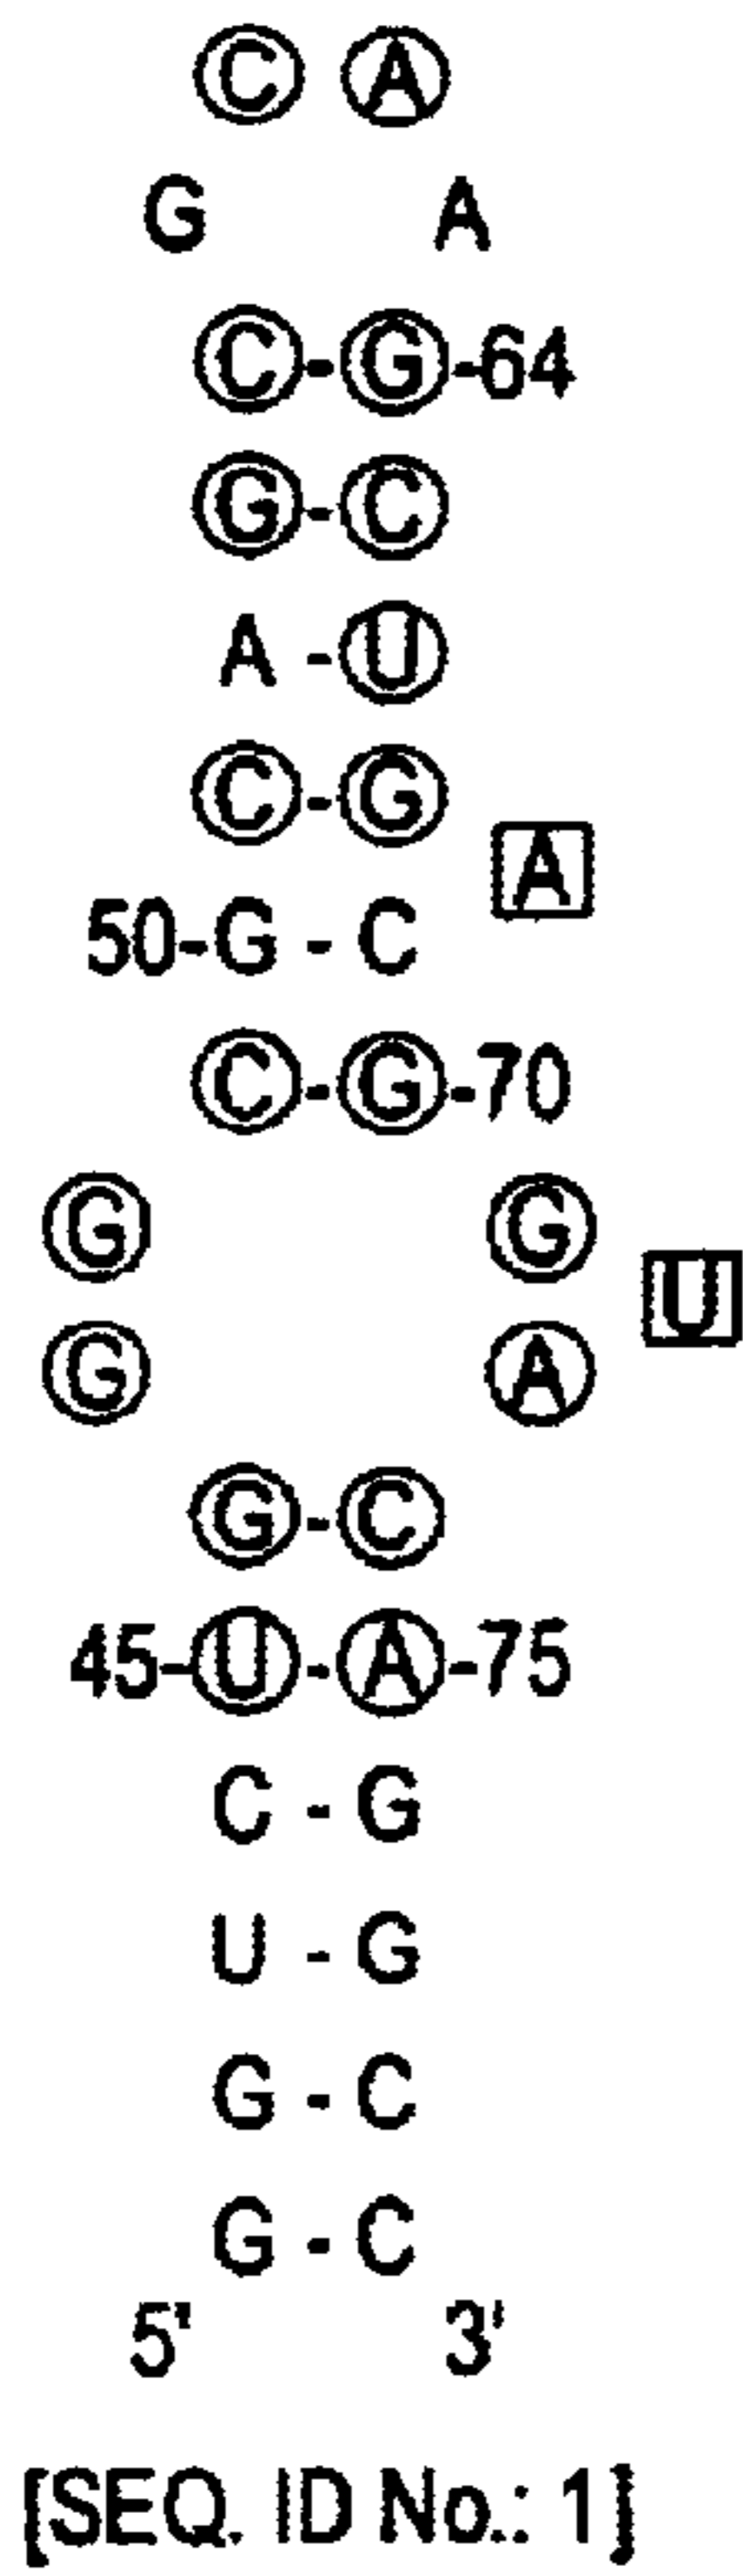 C A
G A
C-G-64
G-C
A-U
C-G
A
50-G-C
C-G-70
G G
U
G A
G-C
45-U-A-75
C-G
U-G
G-C
G-C
5' 3'
[SEQ. ID No.: 1]